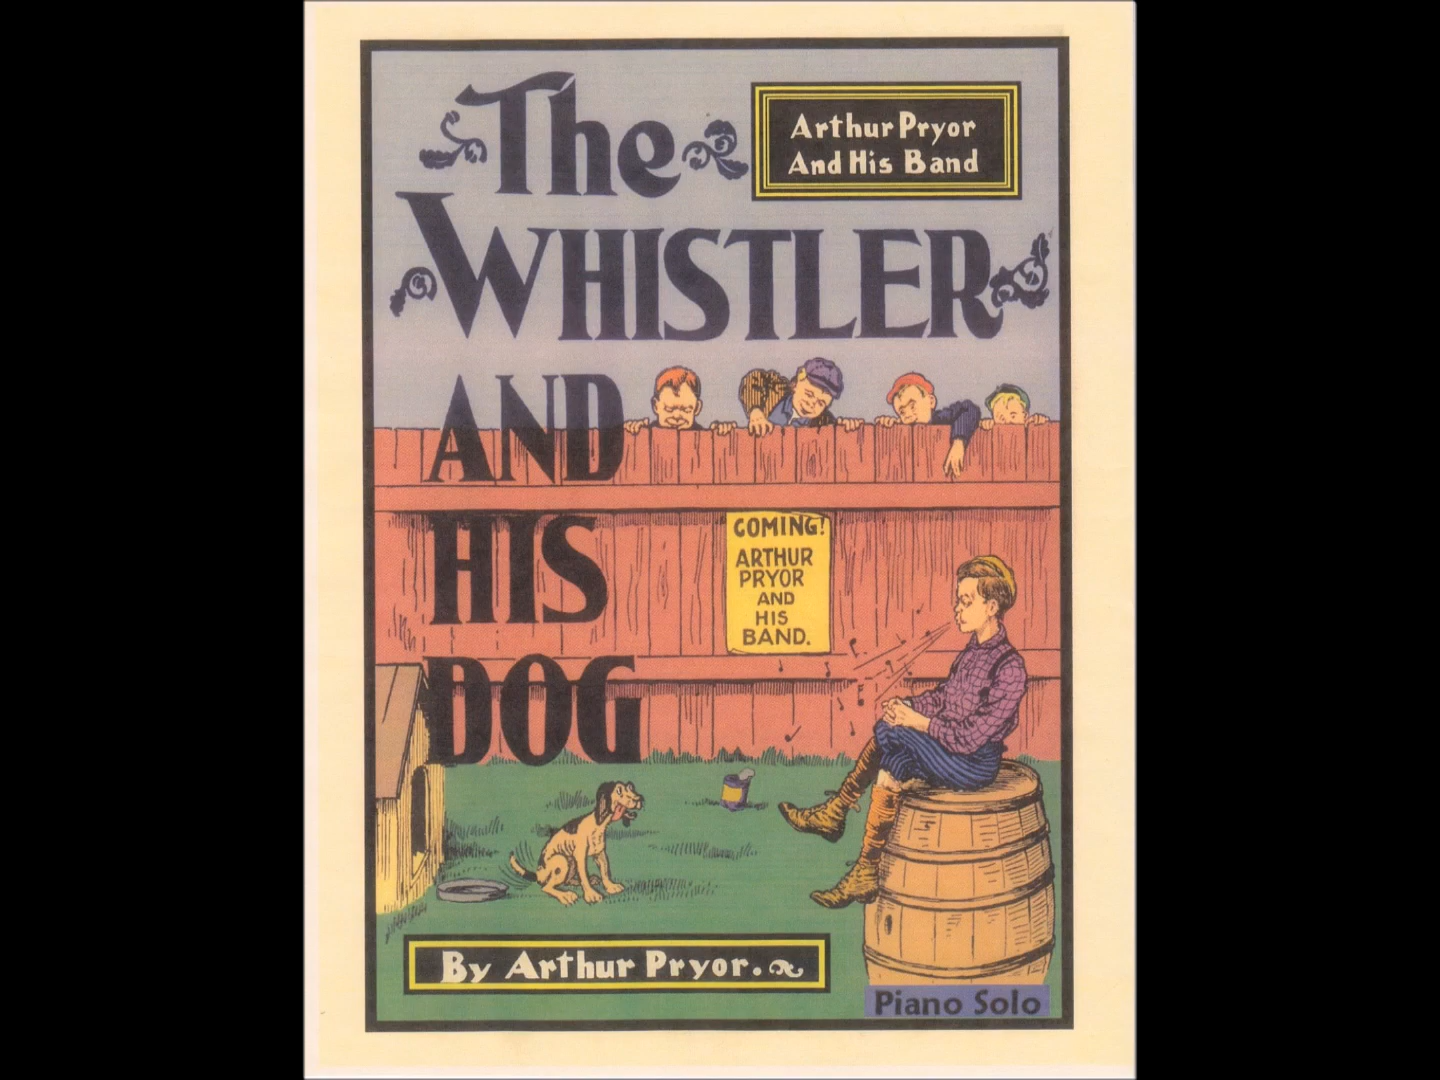 The
Arthur Pryor
And His Band
WHISTLER
AND
HIS
DOG
COMING!
ARTHUR
PRYOR
AND
HIS
BAND.
By Arthur Pryor.
Piano Solo